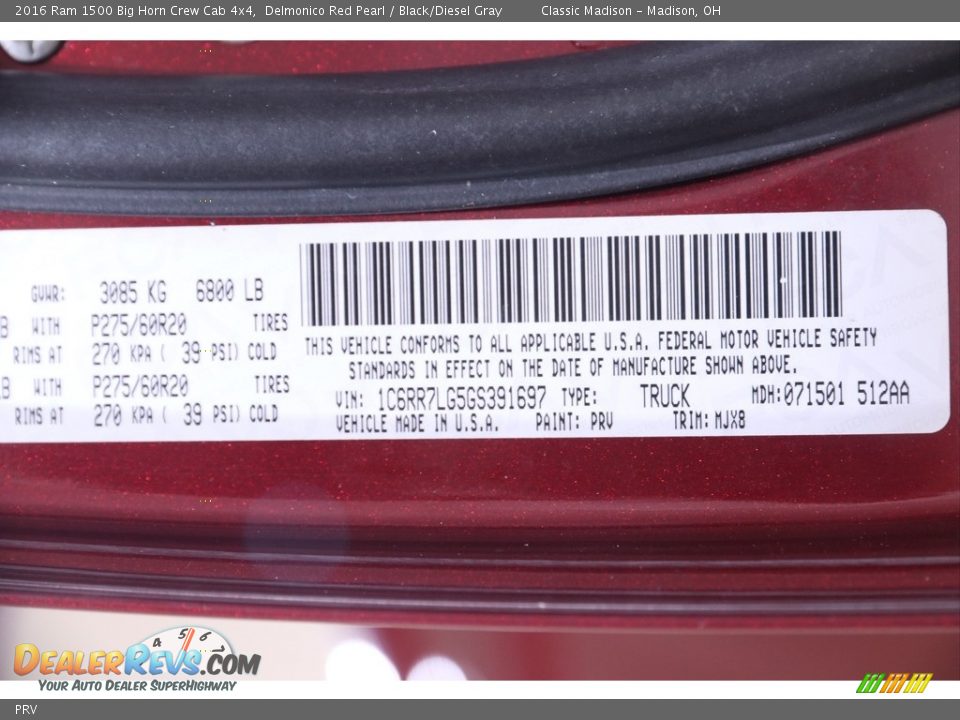 2016 Ram 1500 Big Horn Crew Cab 4x4,  Delmonico Red Pearl / Black/Diesel Gray        Classic Madison – Madison, OH
GVWR: 3085 KG 6800 LB
B WITH P275/60R20 TIRES
RIMS AT 270 KPA ( 39 PSI) COLD
LB WITH P275/60R20 TIRES
RIMS AT 270 KPA ( 39 PSI) COLD
THIS VEHICLE CONFORMS TO ALL APPLICABLE U.S.A. FEDERAL MOTOR VEHICLE SAFETY
STANDARDS IN EFFECT ON THE DATE OF MANUFACTURE SHOWN ABOVE.
VIN: 1C6RR7LG5GS391697 TYPE: TRUCK MDH:071501 512AA
VEHICLE MADE IN U.S.A. PAINT: PRV TRIM: MJX8
4 5 6
DEALERREVS.COM
YOUR AUTO DEALER SUPERHIGHWAY
PRV